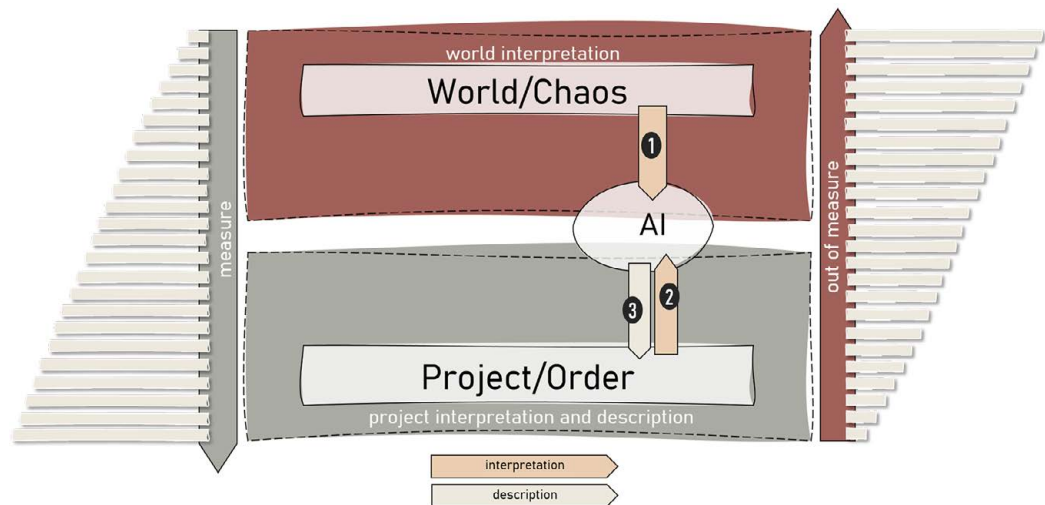 world interpretation
World/Chaos
1
AI
measure
out of measure
3
2
Project/Order
project interpretation and description
interpretation
description